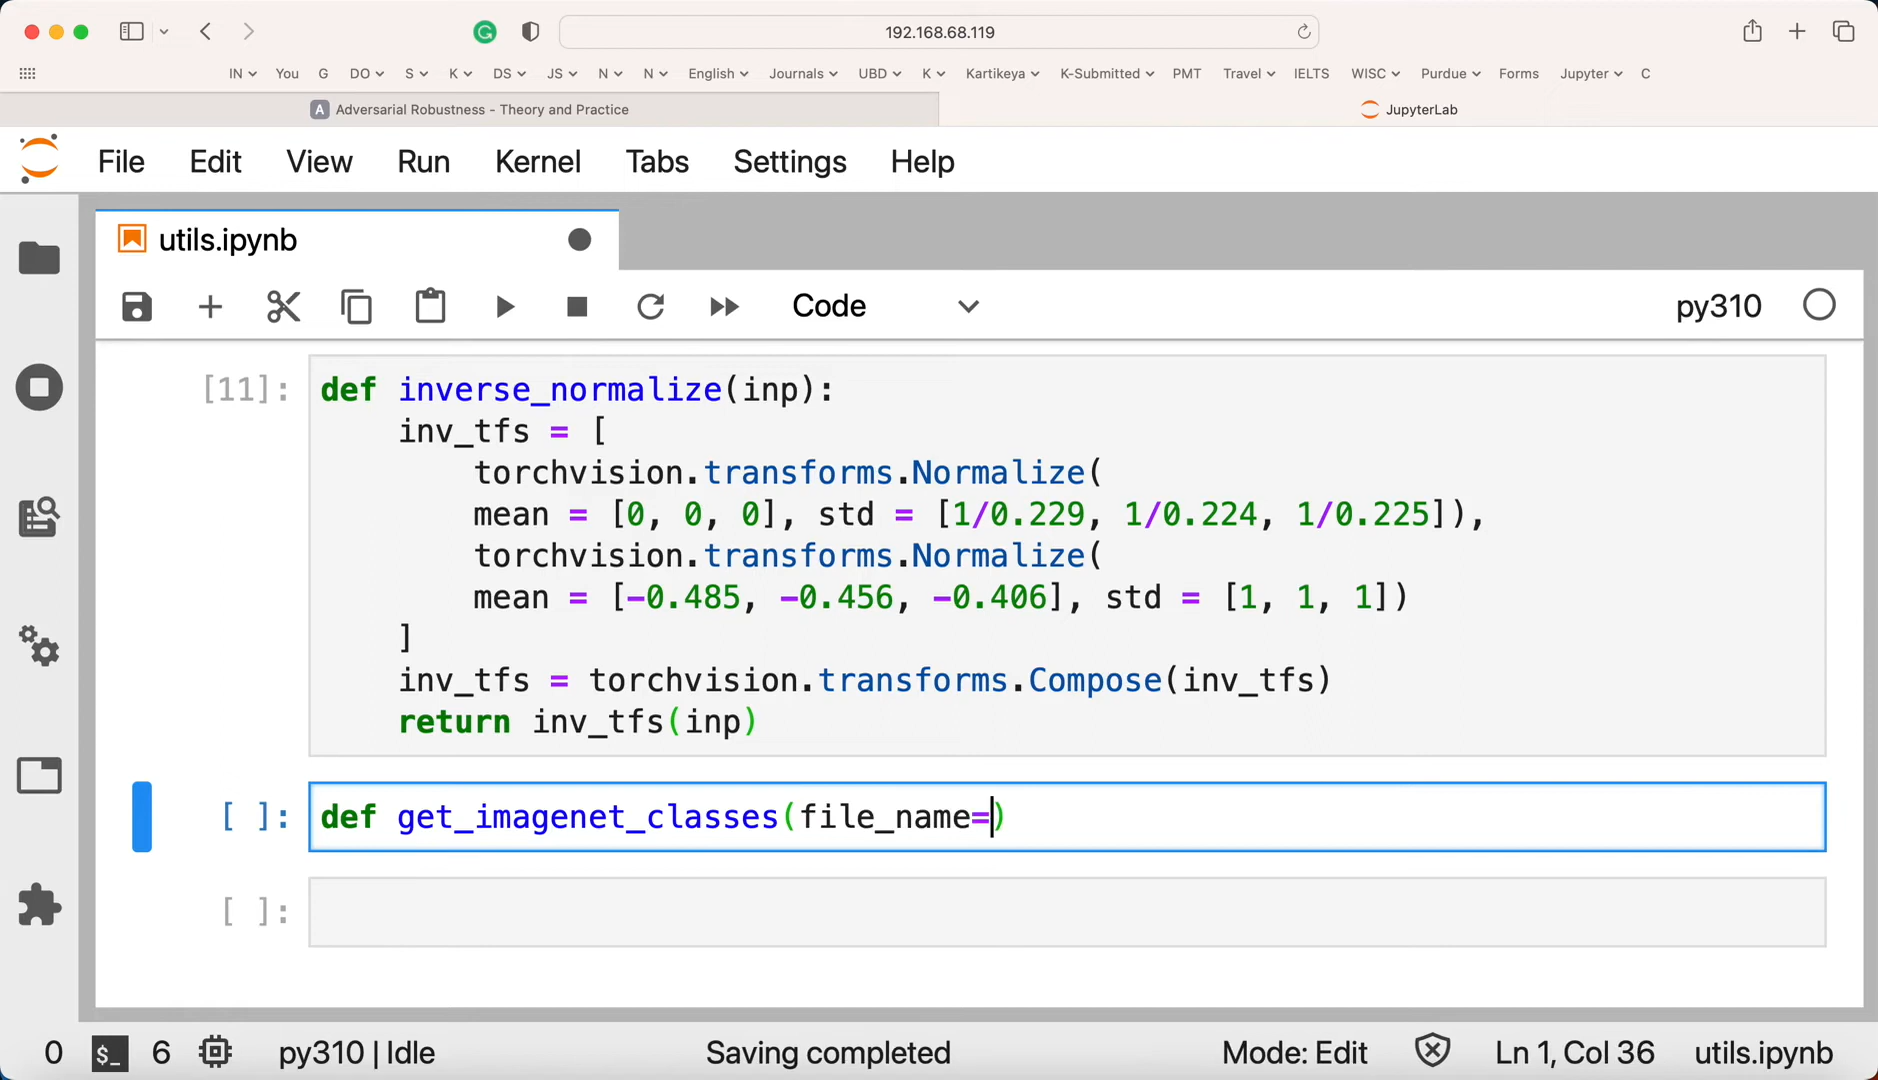 192.168.68.119
IN You G DO S K DS JS N N English Journals UBD K Kartikeya K-Submitted PMT Travel IELTS WISC Purdue Forms Jupyter C
A Adversarial Robustness - Theory and Practice JupyterLab
File Edit View Run Kernel Tabs Settings Help
utils.ipynb
Code py310
[11]: def inverse_normalize(inp):
inv_tfs = [
torchvision.transforms.Normalize(
mean = [0, 0, 0], std = [1/0.229, 1/0.224, 1/0.225]),
torchvision.transforms.Normalize(
mean = [-0.485, -0.456, -0.406], std = [1, 1, 1])
]
inv_tfs = torchvision.transforms.Compose(inv_tfs)
return inv_tfs(inp)
[ ]: def get_imagenet_classes(file_name=)
[ ]:
0 $_ 6 py310 | Idle Saving completed Mode: Edit Ln 1, Col 36 utils.ipynb